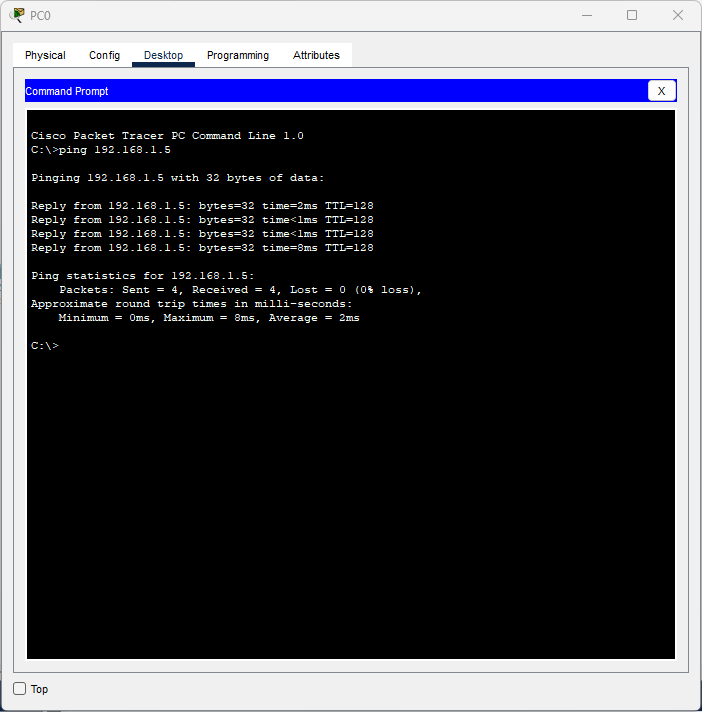 PC0
Physical Config Desktop Programming Attributes
Command Prompt X
Cisco Packet Tracer PC Command Line 1.0
C:\>ping 192.168.1.5
Pinging 192.168.1.5 with 32 bytes of data:
Reply from 192.168.1.5: bytes=32 time=2ms TTL=128
Reply from 192.168.1.5: bytes=32 time<1ms TTL=128
Reply from 192.168.1.5: bytes=32 time<1ms TTL=128
Reply from 192.168.1.5: bytes=32 time=8ms TTL=128
Ping statistics for 192.168.1.5:
Packets: Sent = 4, Received = 4, Lost = 0 (0% loss),
Approximate round trip times in milli-seconds:
Minimum = 0ms, Maximum = 8ms, Average = 2ms
C:\>
Top